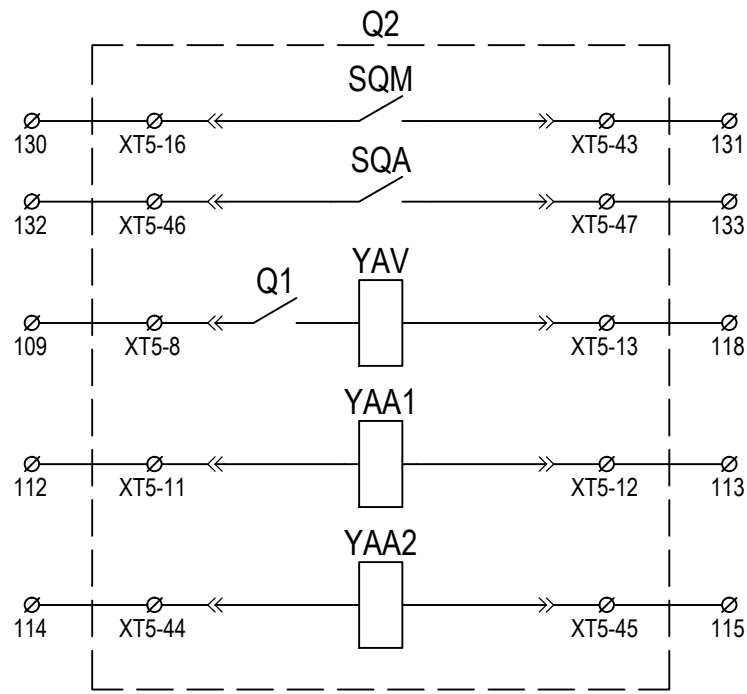 Q2
SQM
130 XT5-16 XT5-43 131
SQA
132 XT5-46 XT5-47 133
Q1 YAV
109 XT5-8 XT5-13 118
YAA1
112 XT5-11 XT5-12 113
YAA2
114 XT5-44 XT5-45 115